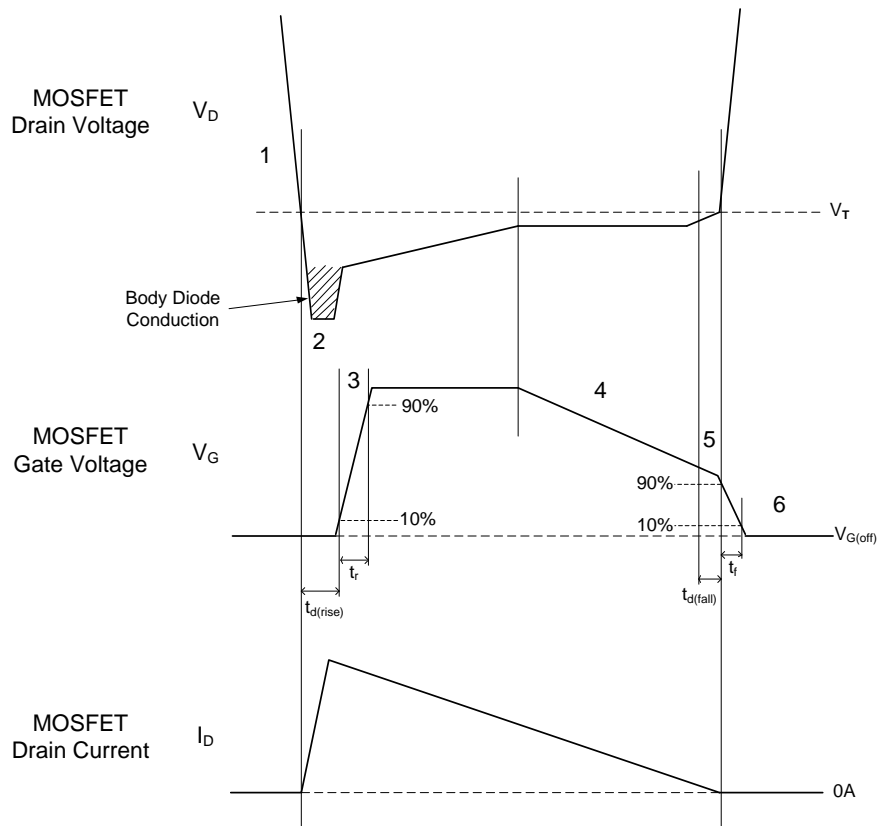 MOSFET
Drain Voltage
V_D
1
V_T
Body Diode
Conduction
2
3
4
90%
MOSFET
Gate Voltage
V_G
5
90%
6
10%
10%
V_G(off)
t_r
t_f
t_d(rise)
t_d(fall)
MOSFET
Drain Current
I_D
0A